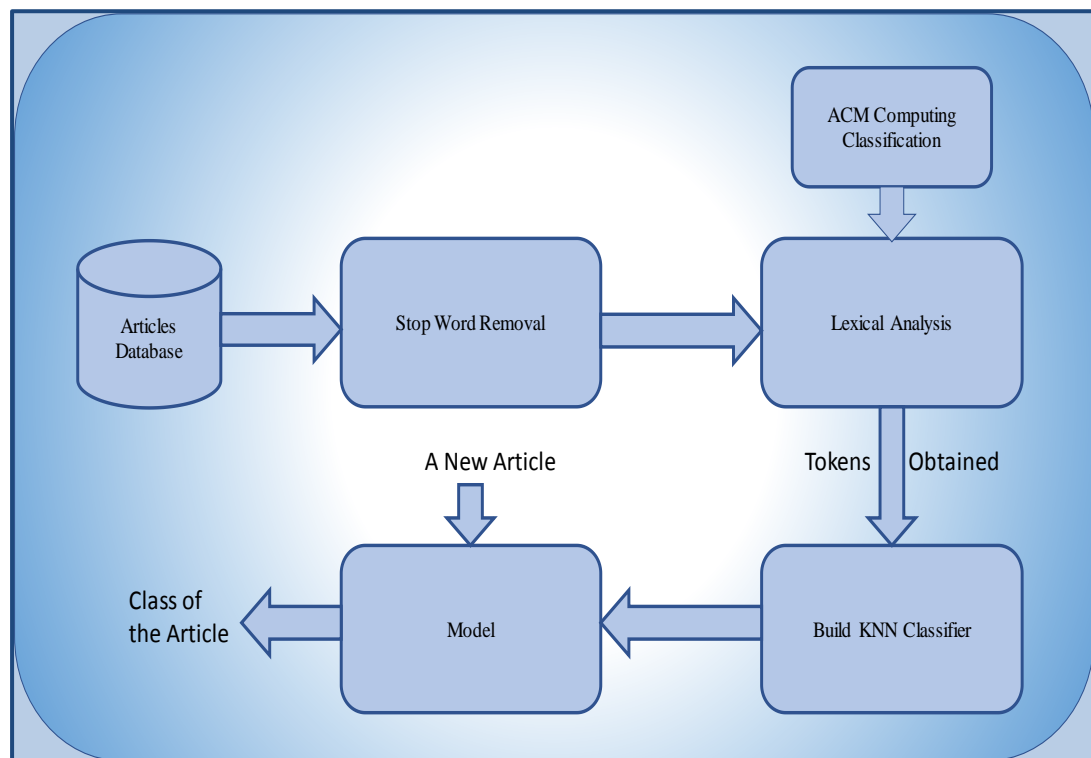 ACM Computing
Classification
Articles
Database
Stop Word Removal
Lexical Analysis
A New Article
Tokens Obtained
Class of
the Article
Model
Build KNN Classifier